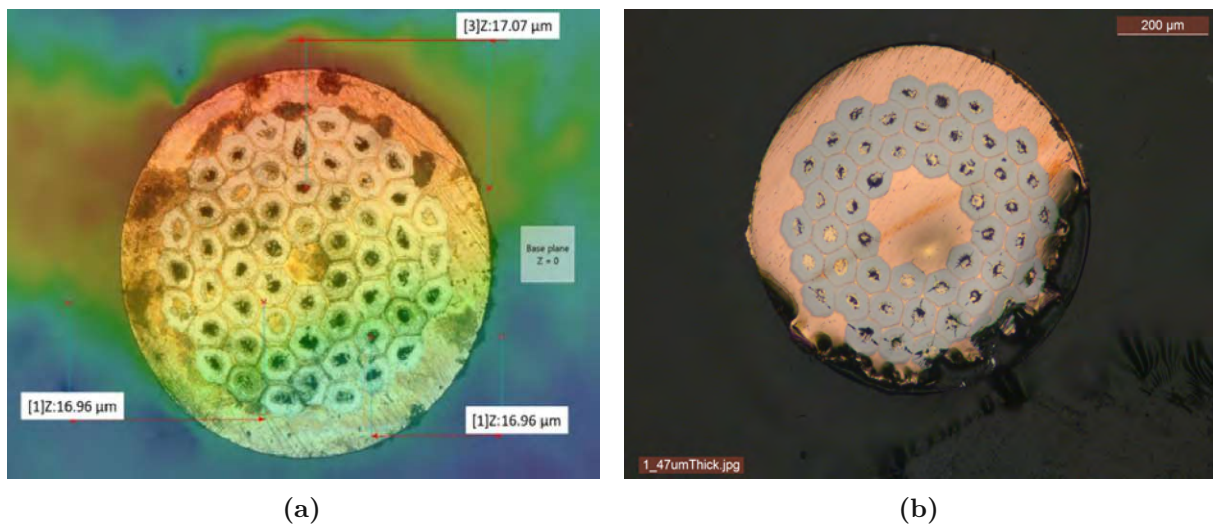 [3]Z:17.07 µm
Base plane
Z = 0
[1]Z:16.96 µm
[1]Z:16.96 µm
200 µm
1_47umThick.jpg
(a)
(b)